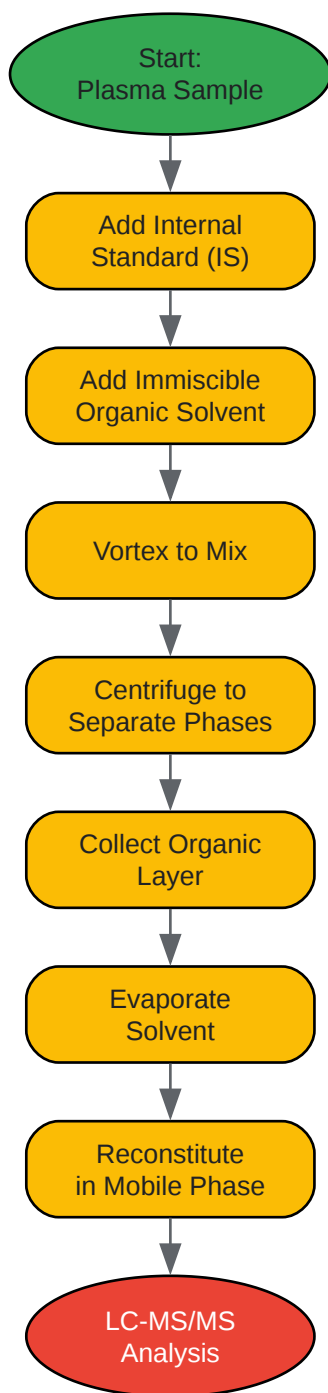 Start:
Plasma Sample
Add Internal
Standard (IS)
Add Immiscible
Organic Solvent
Vortex to Mix
Centrifuge to
Separate Phases
Collect Organic
Layer
Evaporate
Solvent
Reconstitute
in Mobile Phase
LC-MS/MS
Analysis